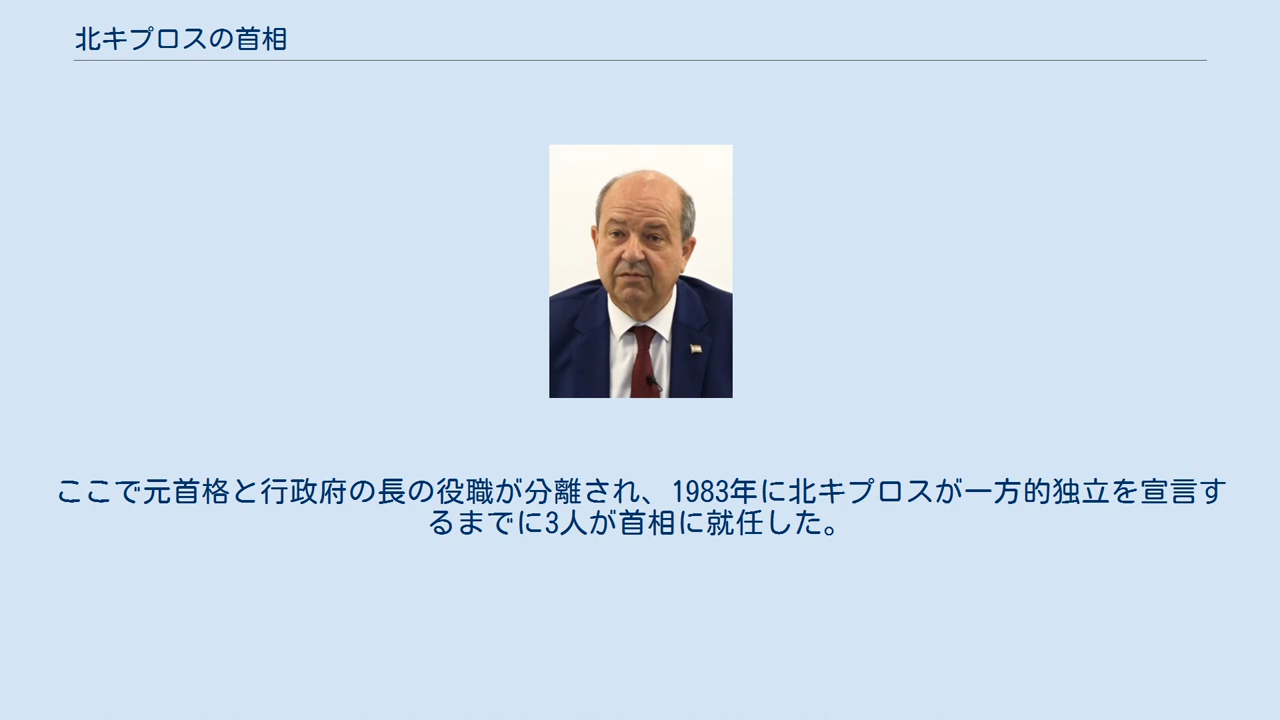 北キプロスの首相
ここで元首格と行政府の長の役職が分離され、1983年に北キプロスが一方的独立を宣言す
るまでに3人が首相に就任した。